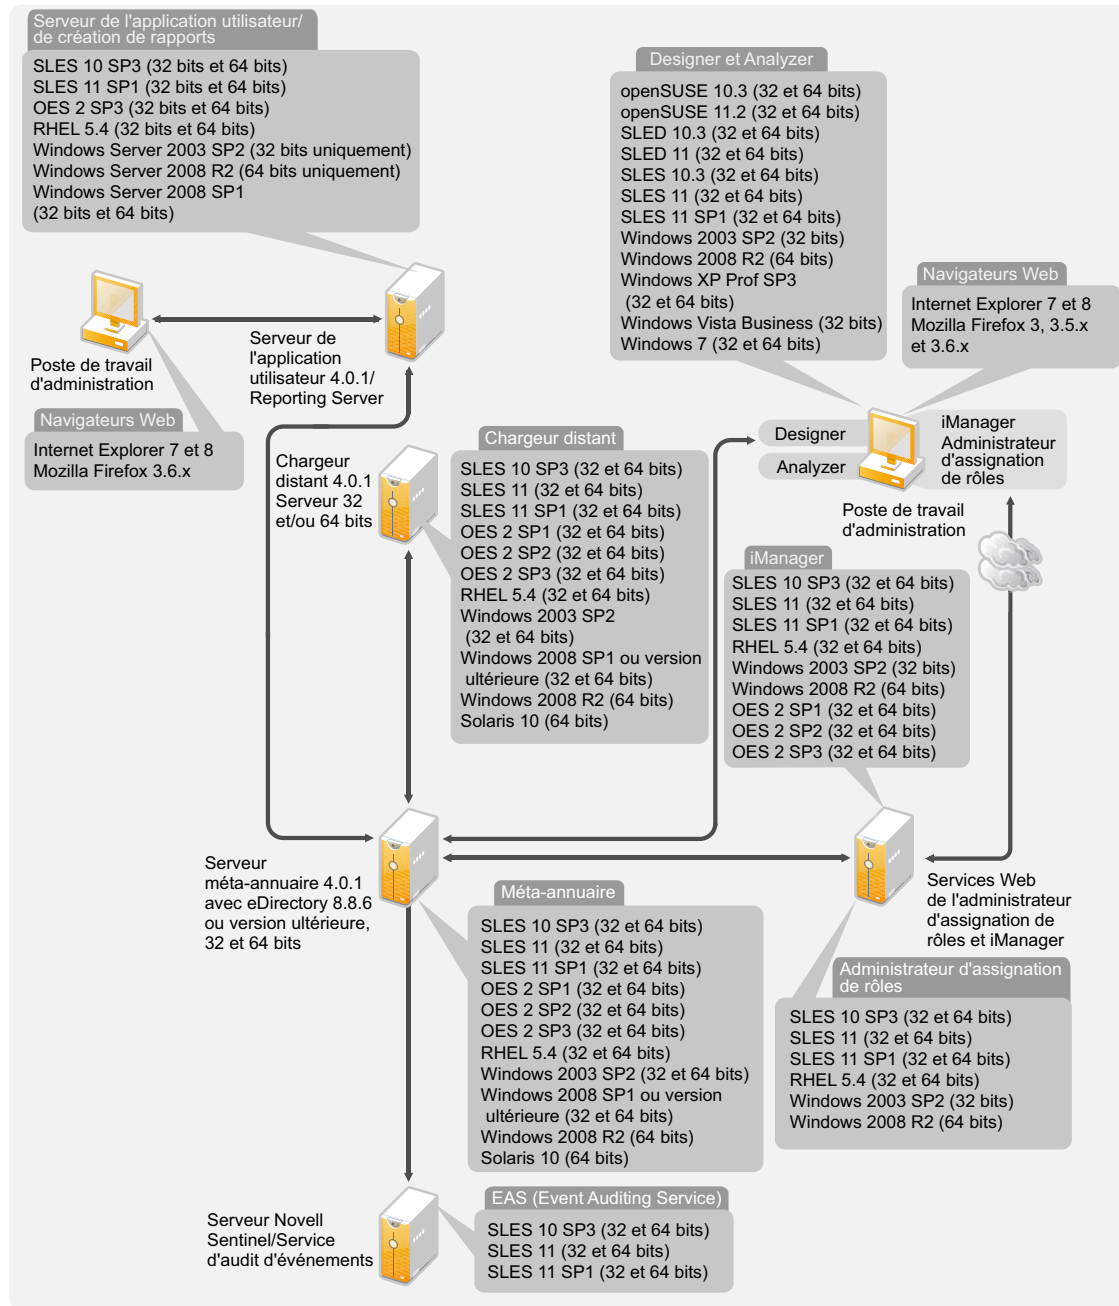 Serveur de l'application utilisateur/
de création de rapports
SLES 10 SP3 (32 bits et 64 bits)
SLES 11 SP1 (32 bits et 64 bits)
OES 2 SP3 (32 bits et 64 bits)
RHEL 5.4 (32 bits et 64 bits)
Windows Server 2003 SP2 (32 bits uniquement)
Windows Server 2008 R2 (64 bits uniquement)
Windows Server 2008 SP1
(32 bits et 64 bits)
Designer et Analyzer
openSUSE 10.3 (32 et 64 bits)
openSUSE 11.2 (32 et 64 bits)
SLED 10.3 (32 et 64 bits)
SLED 11 (32 et 64 bits)
SLES 10.3 (32 et 64 bits)
SLES 11 (32 et 64 bits)
SLES 11 SP1 (32 et 64 bits)
Windows 2003 SP2 (32 bits)
Windows 2008 R2 (64 bits)
Windows XP Prof SP3
(32 et 64 bits)
Windows Vista Business (32 bits)
Windows 7 (32 et 64 bits)
Navigateurs Web
Internet Explorer 7 et 8
Mozilla Firefox 3, 3.5.x
et 3.6.x
Poste de travail
d'administration
Serveur de
l'application
utilisateur 4.0.1/
Reporting Server
Navigateurs Web
Internet Explorer 7 et 8
Mozilla Firefox 3.6.x
Chargeur
distant 4.0.1
Serveur 32
et/ou 64 bits
Chargeur distant
SLES 10 SP3 (32 et 64 bits)
SLES 11 (32 et 64 bits)
SLES 11 SP1 (32 et 64 bits)
OES 2 SP1 (32 et 64 bits)
OES 2 SP2 (32 et 64 bits)
OES 2 SP3 (32 et 64 bits)
RHEL 5.4 (32 et 64 bits)
Windows 2003 SP2
(32 et 64 bits)
Windows 2008 SP1 ou version
ultérieure (32 et 64 bits)
Windows 2008 R2 (64 bits)
Solaris 10 (64 bits)
Designer
Analyzer
iManager
Administrateur
d'assignation
de rôles
Poste de travail
d'administration
iManager
SLES 10 SP3 (32 et 64 bits)
SLES 11 (32 et 64 bits)
SLES 11 SP1 (32 et 64 bits)
RHEL 5.4 (32 et 64 bits)
Windows 2003 SP2 (32 bits)
Windows 2008 R2 (64 bits)
OES 2 SP1 (32 et 64 bits)
OES 2 SP2 (32 et 64 bits)
OES 2 SP3 (32 et 64 bits)
Serveur
méta-annuaire 4.0.1
avec eDirectory 8.8.6
ou version ultérieure,
32 et 64 bits
Services Web
de l'administrateur
d'assignation de
rôles et iManager
Méta-annuaire
SLES 10 SP3 (32 et 64 bits)
SLES 11 (32 et 64 bits)
SLES 11 SP1 (32 et 64 bits)
OES 2 SP1 (32 et 64 bits)
OES 2 SP2 (32 et 64 bits)
OES 2 SP3 (32 et 64 bits)
RHEL 5.4 (32 et 64 bits)
Windows 2003 SP2 (32 et 64 bits)
Windows 2008 SP1 ou version
ultérieure (32 et 64 bits)
Windows 2008 R2 (64 bits)
Solaris 10 (64 bits)
Administrateur d'assignation
de rôles
SLES 10 SP3 (32 et 64 bits)
SLES 11 (32 et 64 bits)
SLES 11 SP1 (32 et 64 bits)
RHEL 5.4 (32 et 64 bits)
Windows 2003 SP2 (32 bits)
Windows 2008 R2 (64 bits)
Serveur Novell
Sentinel/Service
d'audit d'événements
EAS (Event Auditing Service)
SLES 10 SP3 (32 et 64 bits)
SLES 11 (32 et 64 bits)
SLES 11 SP1 (32 et 64 bits)